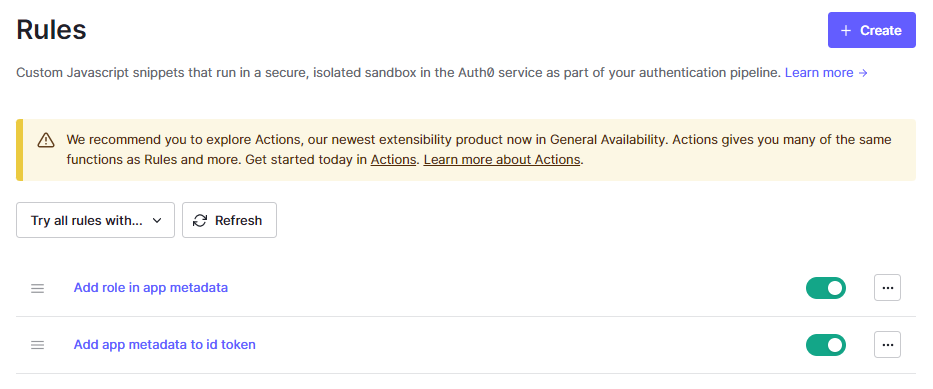 Rules
+ Create
Custom Javascript snippets that run in a secure, isolated sandbox in the Auth0 service as part of your authentication pipeline. Learn more →
We recommend you to explore Actions, our newest extensibility product now in General Availability. Actions gives you many of the same
functions as Rules and more. Get started today in Actions. Learn more about Actions.
Try all rules with...
Refresh
Add role in app metadata
Add app metadata to id token